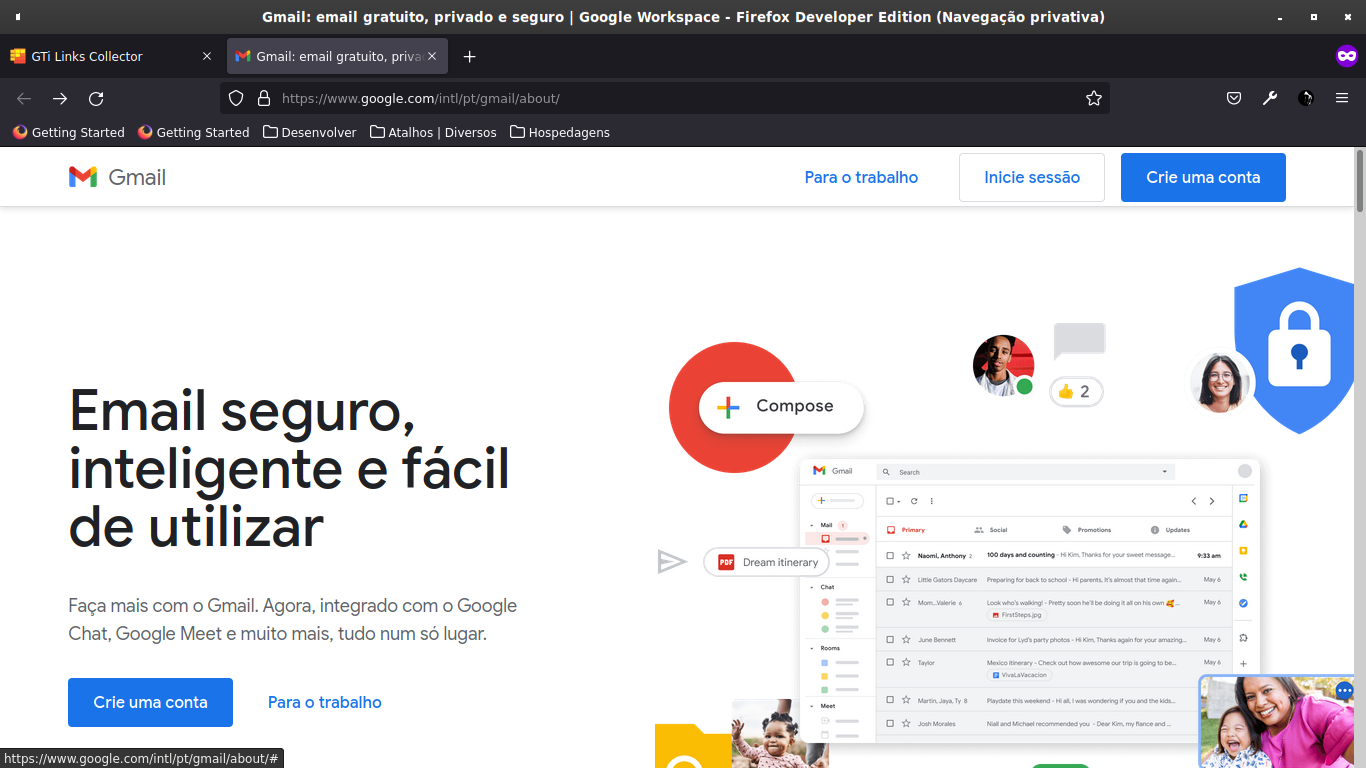 Gmail: email gratuito, privado e seguro | Google Workspace - Firefox Developer Edition (Navegação privativa)
GTi Links Collector
Gmail: email gratuito, priva
https://www.google.com/intl/pt/gmail/about/
Getting Started
Getting Started
Desenvolver
Atalhos | Diversos
Hospedagens
Gmail
Para o trabalho
Inicie sessão
Crie uma conta
Email seguro,
inteligente e fácil
de utilizar
Faça mais com o Gmail. Agora, integrado com o Google
Chat, Google Meet e muito mais, tudo num só lugar.
Crie uma conta
Para o trabalho
Compose
2
PDF
Dream itinerary
Gmail
Search
Mail 1
Chat
Rooms
Meet
Primary
Social
Promotions
Updates
Naomi, Anthony 2 100 days and counting - Hi Kim, Thanks for your sweet message... 9:33 am
Little Gators Daycare Preparing for back to school - Hi parents, It's almost that time again... May 6
Mom...Valerie 6 Look who's walking! - Pretty soon he'll be doing it all on his own 🥰 ... May 6
FirstSteps.jpg
June Bennett Invoice for Lyd's party photos - Hi Kim, Thanks again for your amazing... May 6
Taylor Mexico itinerary - Check out how awesome our trip is going to be... May 6
VivaLaVacacion
Martin, Jaya, Ty 8 Playdate this weekend - Hi all, I was wondering if you and the kids...
Josh Morales Niall and Michael recommended you - Dear Kim, my fiance and ...
https://www.google.com/intl/pt/gmail/about/#